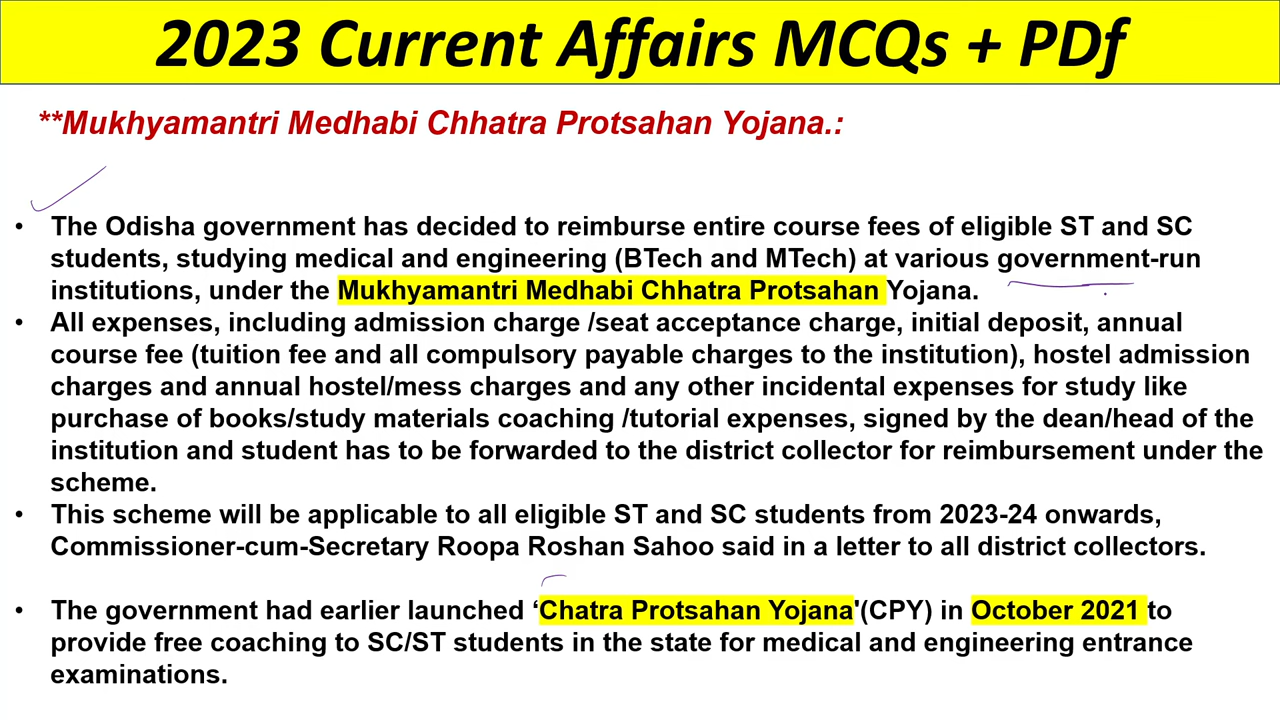 2023 Current Affairs MCQs + PDf
**Mukhyamantri Medhabi Chhatra Protsahan Yojana.:
• The Odisha government has decided to reimburse entire course fees of eligible ST and SC
students, studying medical and engineering (BTech and MTech) at various government-run
institutions, under the Mukhyamantri Medhabi Chhatra Protsahan Yojana.
• All expenses, including admission charge /seat acceptance charge, initial deposit, annual
course fee (tuition fee and all compulsory payable charges to the institution), hostel admission
charges and annual hostel/mess charges and any other incidental expenses for study like
purchase of books/study materials coaching /tutorial expenses, signed by the dean/head of the
institution and student has to be forwarded to the district collector for reimbursement under the
scheme.
• This scheme will be applicable to all eligible ST and SC students from 2023-24 onwards,
Commissioner-cum-Secretary Roopa Roshan Sahoo said in a letter to all district collectors.
• The government had earlier launched ‘Chatra Protsahan Yojana'(CPY) in October 2021 to
provide free coaching to SC/ST students in the state for medical and engineering entrance
examinations.